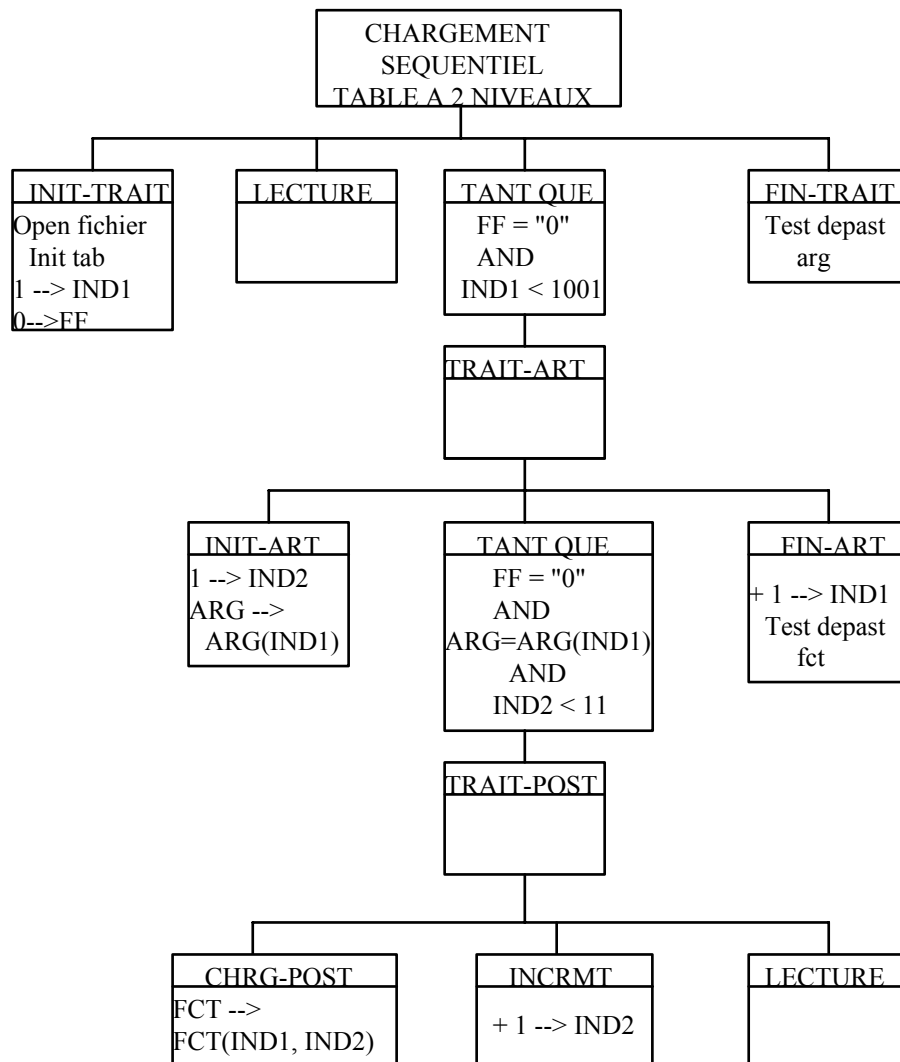 CHARGEMENT
SEQUENTIEL
TABLE A 2 NIVEAUX
INIT-TRAIT
Open fichier
Init tab
1 --> IND1
0-->FF
LECTURE
TANT QUE
FF = "0"
AND
IND1 < 1001
FIN-TRAIT
Test depast
arg
TRAIT-ART
INIT-ART
1 --> IND2
ARG -->
ARG(IND1)
TANT QUE
FF = "0"
AND
ARG=ARG(IND1)
AND
IND2 < 11
FIN-ART
+ 1 --> IND1
Test depast
fct
TRAIT-POST
CHRG-POST
FCT -->
FCT(IND1, IND2)
INCRMT
+ 1 --> IND2
LECTURE